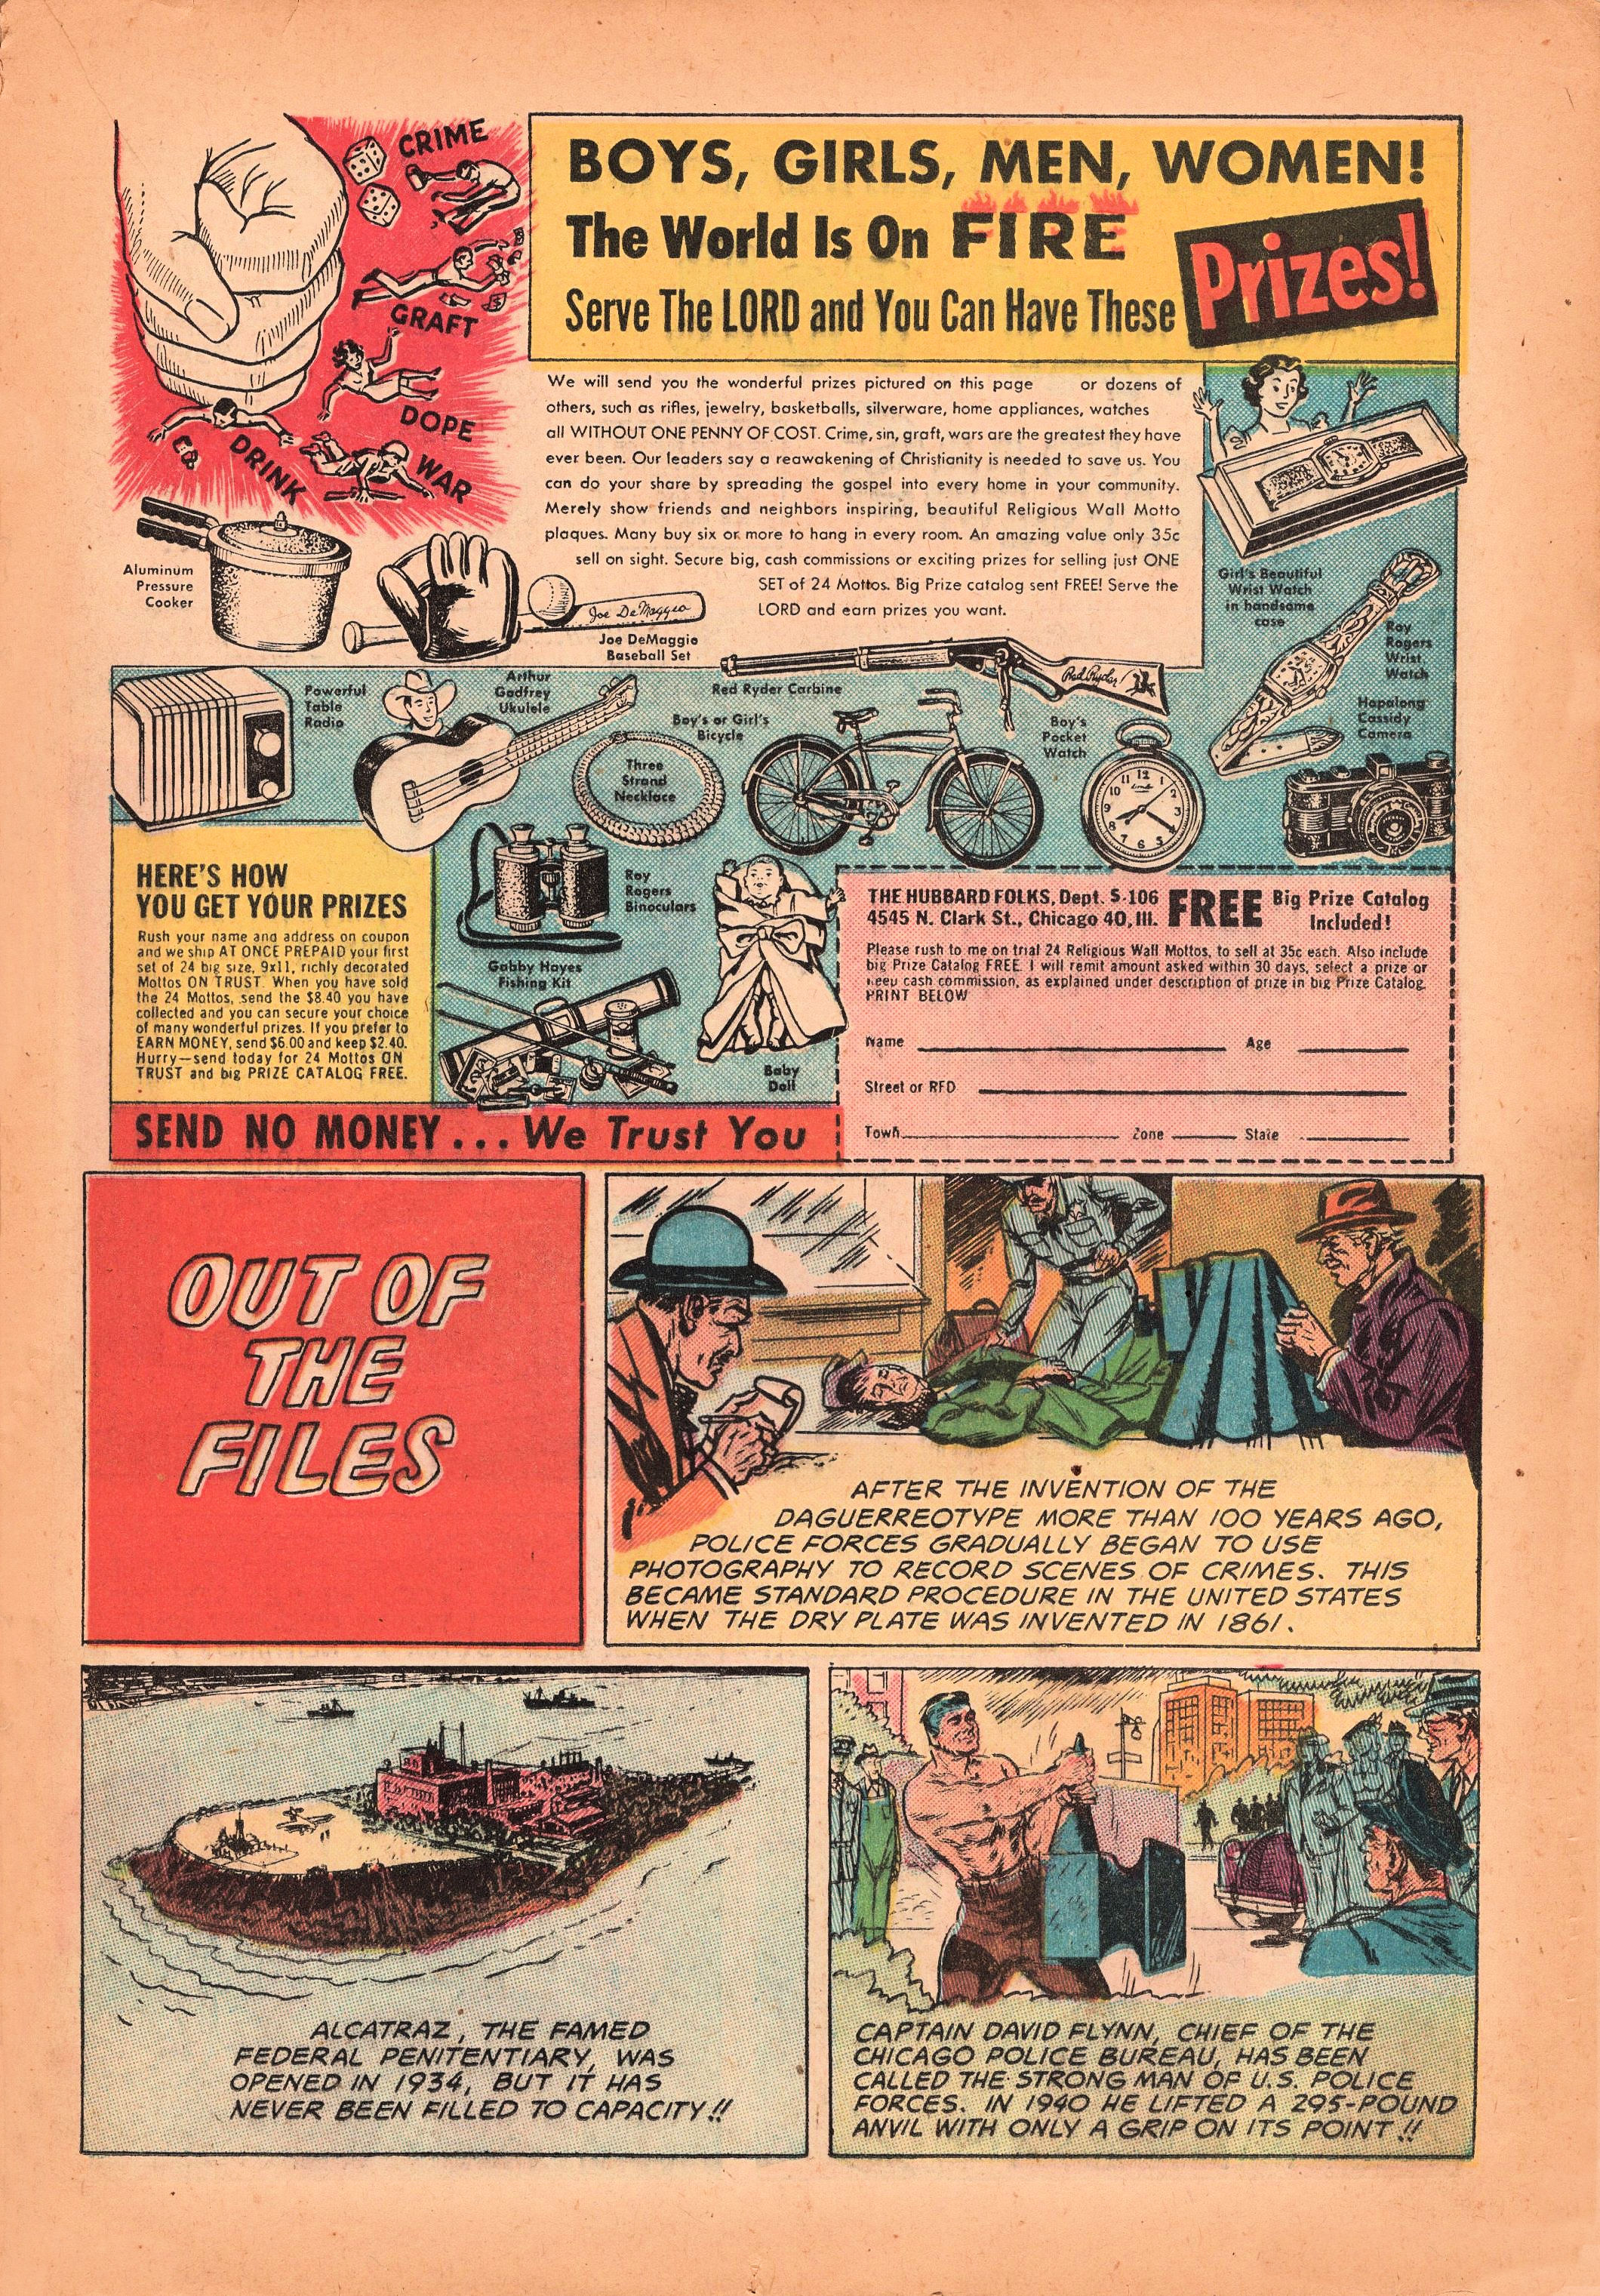 CRIME
GRAFT
DOPE
DRINK
WAR
BOYS, GIRLS, MEN, WOMEN!
The World Is On FIRE
Serve The LORD and You Can Have These Prizes!
We will send you the wonderful prizes pictured on this page or dozens of
others, such as rifles, jewelry, basketballs, silverware, home appliances, watches
all WITHOUT ONE PENNY OF COST. Crime, sin, graft, wars are the greatest they have
ever been. Our leaders say a reawakening of Christianity is needed to save us. You
can do your share by spreading the gospel into every home in your community.
Merely show friends and neighbors inspiring, beautiful Religious Wall Motto
plaques. Many buy six or more to hang in every room. An amazing value only 35c
sell on sight. Secure big, cash commissions or exciting prizes for selling just ONE
SET of 24 Mottos. Big Prize catalog sent FREE! Serve the
LORD and earn prizes you want.
Aluminum
Pressure
Cooker
Joe DeMaggio
Joe DeMaggio
Baseball Set
Girl's Beautiful
Wrist Watch
in handsome
case
Roy
Rogers
Wrist
Watch
Red Ryder
Red Ryder Carbine
Powerful
Table
Radio
Arthur
Godfrey
Ukulele
Boy's or Girl's
Bicycle
Three
Strand
Necklace
Boy's
Pocket
Watch
11 12 1
10 2
9 3
8 4
7 6 5
Hopalong
Cassidy
Camera
HERE'S HOW
YOU GET YOUR PRIZES
Rush your name and address on coupon
and we ship AT ONCE PREPAID your first
set of 24 big size, 9x11, richly decorated
Mottos ON TRUST. When you have sold
the 24 Mottos, send the $8.40 you have
collected and you can secure your choice
of many wonderful prizes. If you prefer to
EARN MONEY, send $6.00 and keep $2.40.
Hurry—send today for 24 Mottos ON
TRUST and big PRIZE CATALOG FREE.
Roy
Rogers
Binoculars
Gabby Hayes
Fishing Kit
Baby
Doll
SEND NO MONEY... We Trust You
THE HUBBARD FOLKS, Dept. S-106
4545 N. Clark St., Chicago 40, Ill.
FREE Big Prize Catalog
Included!
Please rush to me on trial 24 Religious Wall Mottos, to sell at 35c each. Also include
big Prize Catalog FREE. I will remit amount asked within 30 days, select a prize or
keep cash commission, as explained under description of prize in big Prize Catalog.
PRINT BELOW
Name Age
Street or RFD
Town Zone State
OUT OF
THE
FILES
AFTER THE INVENTION OF THE
DAGUERREOTYPE MORE THAN 100 YEARS AGO,
POLICE FORCES GRADUALLY BEGAN TO USE
PHOTOGRAPHY TO RECORD SCENES OF CRIMES. THIS
BECAME STANDARD PROCEDURE IN THE UNITED STATES
WHEN THE DRY PLATE WAS INVENTED IN 1861.
ALCATRAZ, THE FAMED
FEDERAL PENITENTIARY, WAS
OPENED IN 1934, BUT IT HAS
NEVER BEEN FILLED TO CAPACITY!!
CAPTAIN DAVID FLYNN, CHIEF OF THE
CHICAGO POLICE BUREAU, HAS BEEN
CALLED THE STRONG MAN OF U.S. POLICE
FORCES. IN 1940 HE LIFTED A 295-POUND
ANVIL WITH ONLY A GRIP ON ITS POINT!!